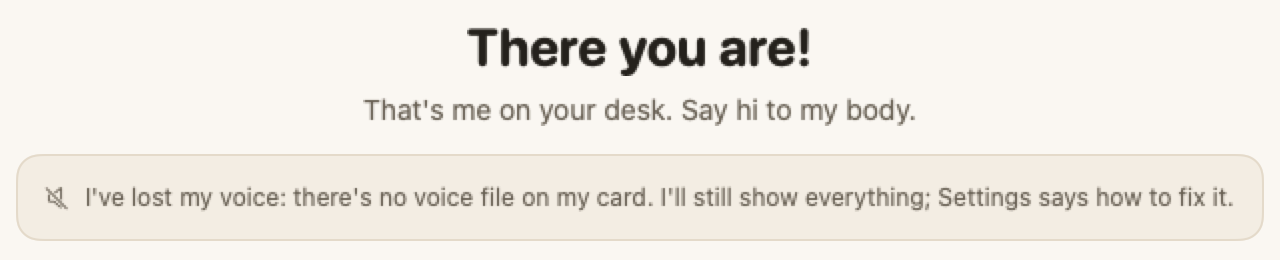 There you are!
That's me on your desk. Say hi to my body.
I've lost my voice: there's no voice file on my card. I'll still show everything; Settings says how to fix it.